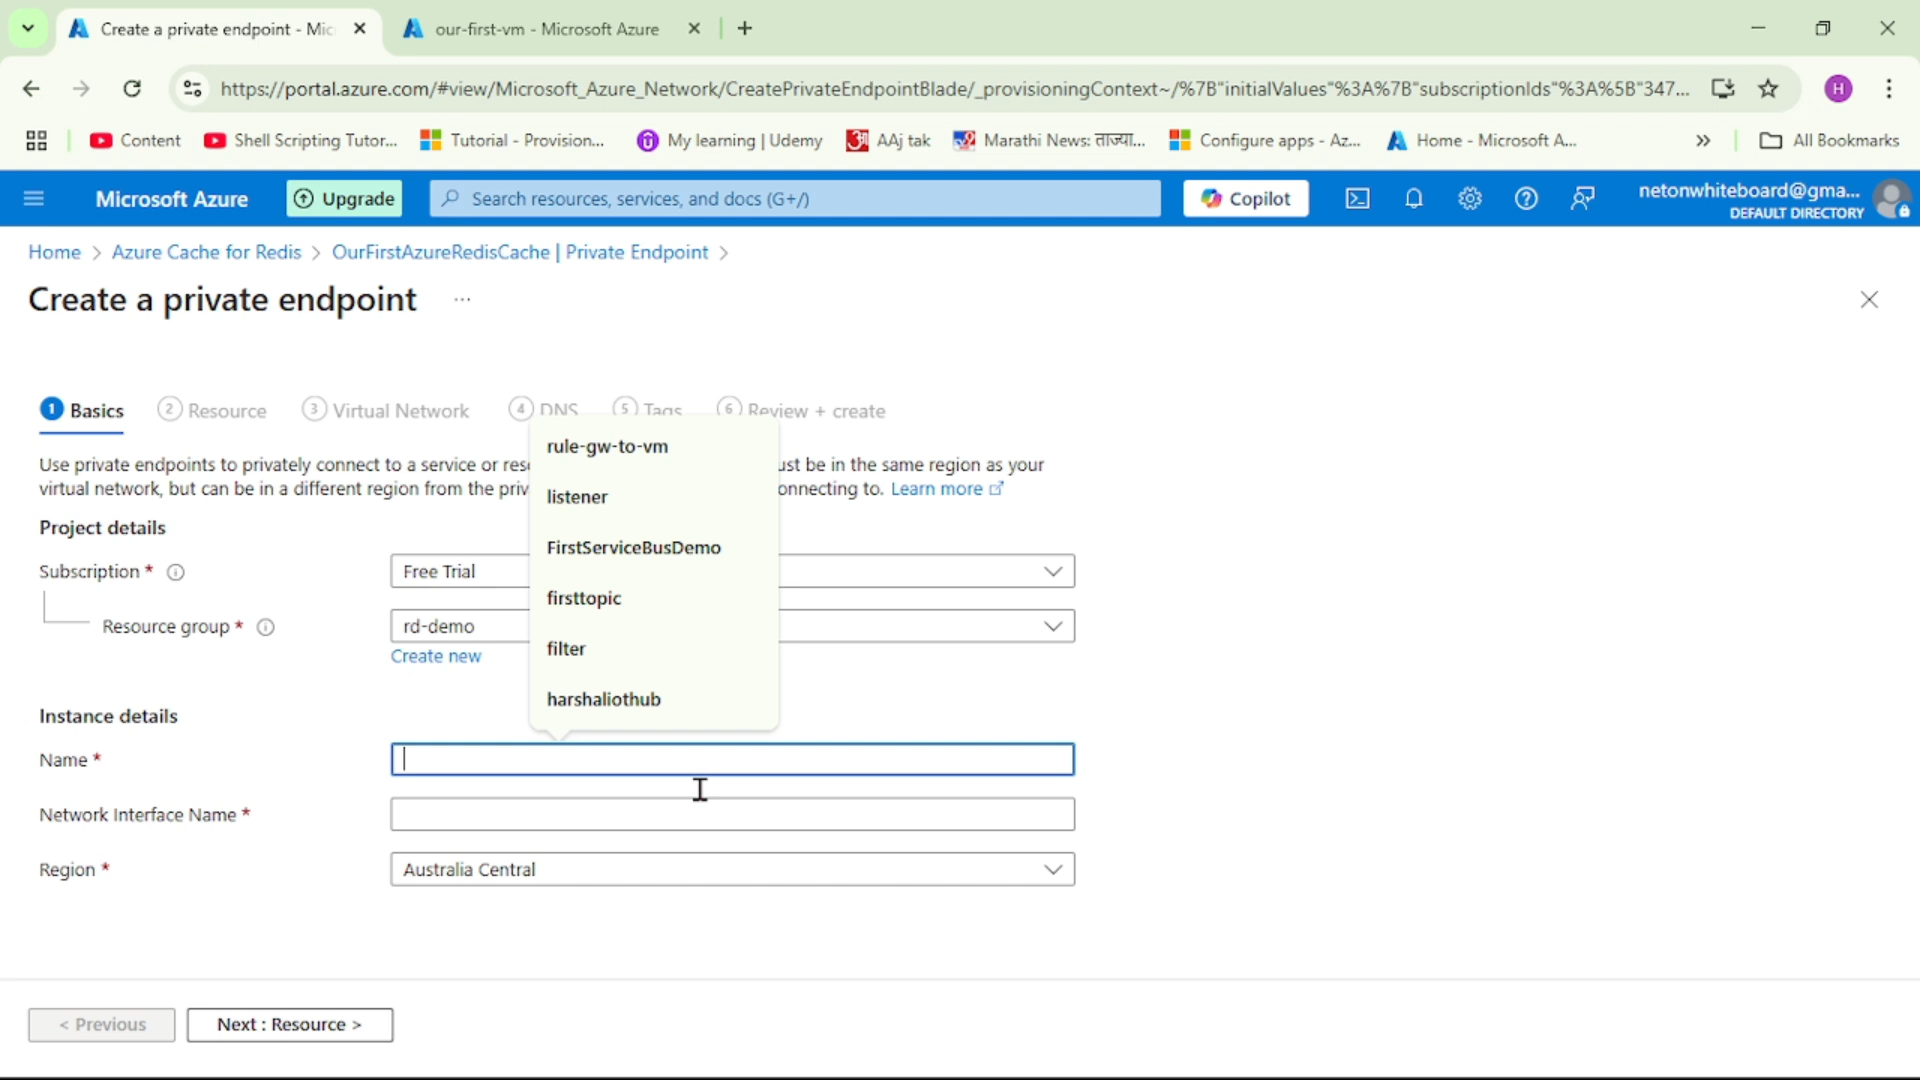 Create a private endpoint - Mic
our-first-vm - Microsoft Azure
https://portal.azure.com/#view/Microsoft_Azure_Network/CreatePrivateEndpointBlade/_provisioningContext~/%7B"initialValues"%3A%7B"subscriptionIds"%3A%5B"347...
H
Content
Shell Scripting Tutor...
Tutorial - Provision...
My learning | Udemy
AAj tak
Marathi News: ताज्या...
Configure apps - Az...
Home - Microsoft A...
All Bookmarks
Microsoft Azure
Upgrade
Search resources, services, and docs (G+/)
Copilot
netonwhiteboard@gma...
DEFAULT DIRECTORY
Home > Azure Cache for Redis > OurFirstAzureRedisCache | Private Endpoint >
Create a private endpoint ...
1 Basics
2 Resource
3 Virtual Network
4 DNS
5 Tags
6 Review + create
rule-gw-to-vm
listener
FirstServiceBusDemo
firsttopic
filter
harshaliothub
Use private endpoints to privately connect to a service or res
ust be in the same region as your
virtual network, but can be in a different region from the priv
onnecting to. Learn more
Project details
Subscription *
Free Trial
Resource group *
rd-demo
Create new
Instance details
Name *
Network Interface Name *
Region *
Australia Central
< Previous
Next : Resource >